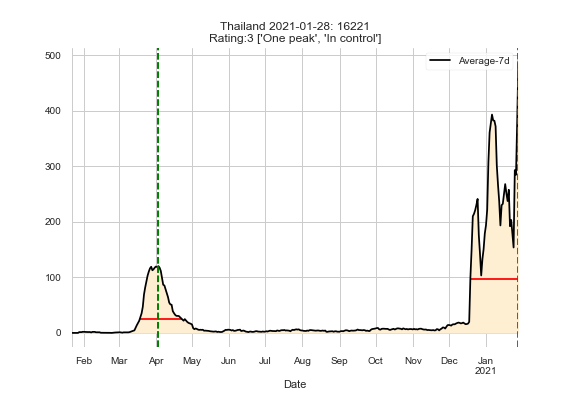 Thailand 2021-01-28: 16221
Rating:3 ['One peak', 'In control']
Average-7d
500
400
300
200
100
0
Feb Mar Apr May Jun Jul Aug Sep Oct Nov Dec Jan
2021
Date